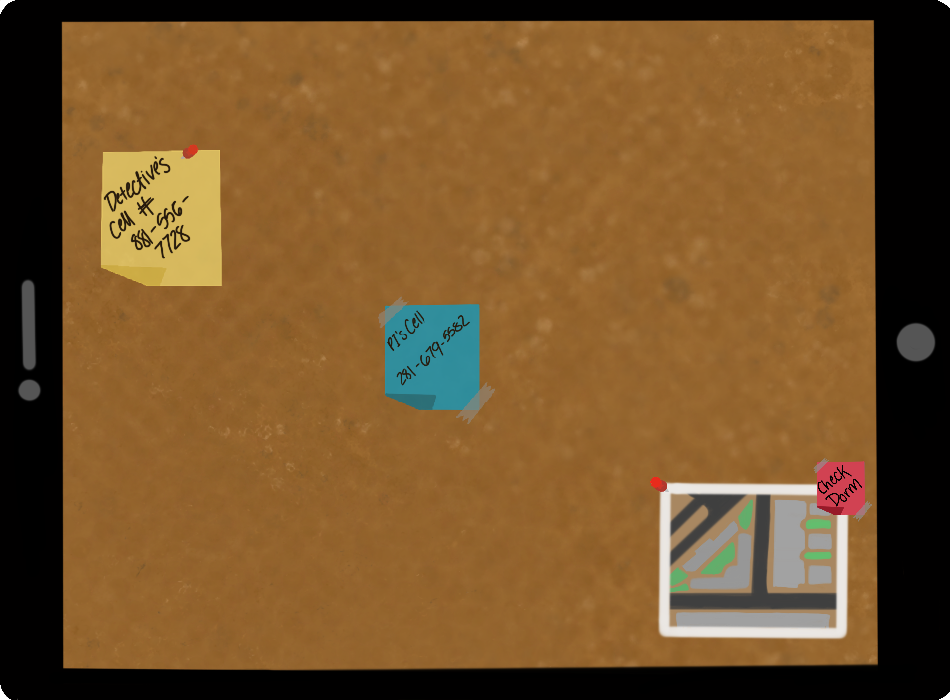 Detective's
Cell #
881-556-
7728
PI's Cell
281-679-5582
Check
Dorm